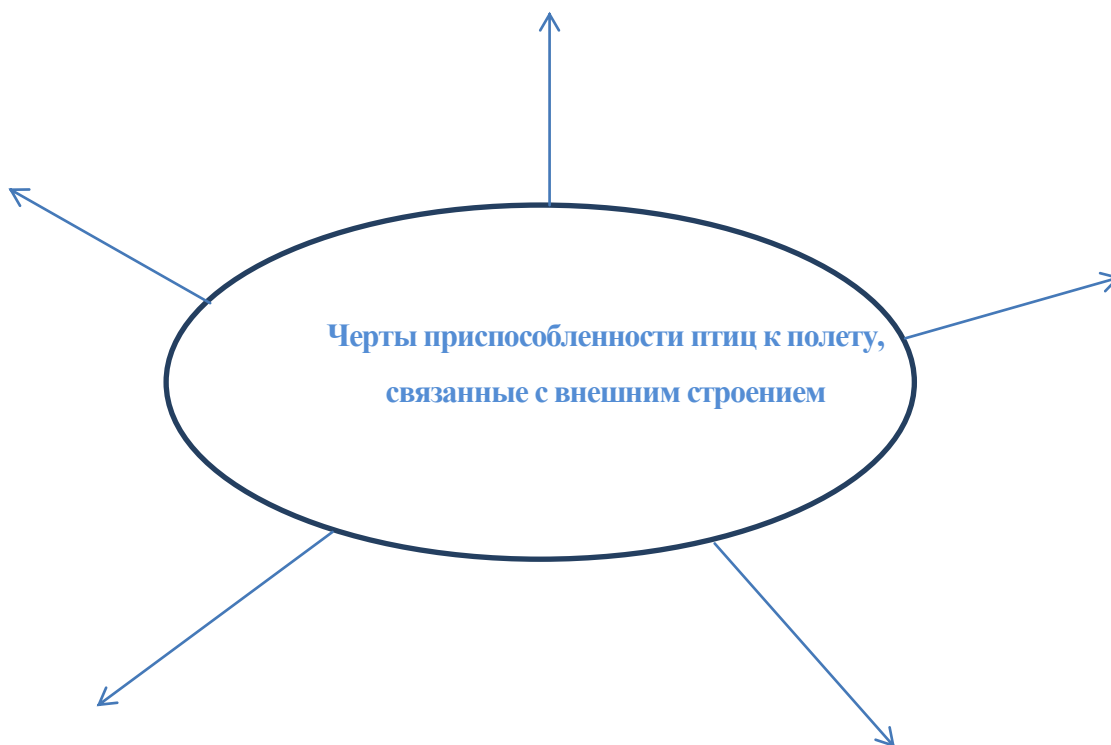 Черты приспособленности птиц к полету,
связанные с внешним строением